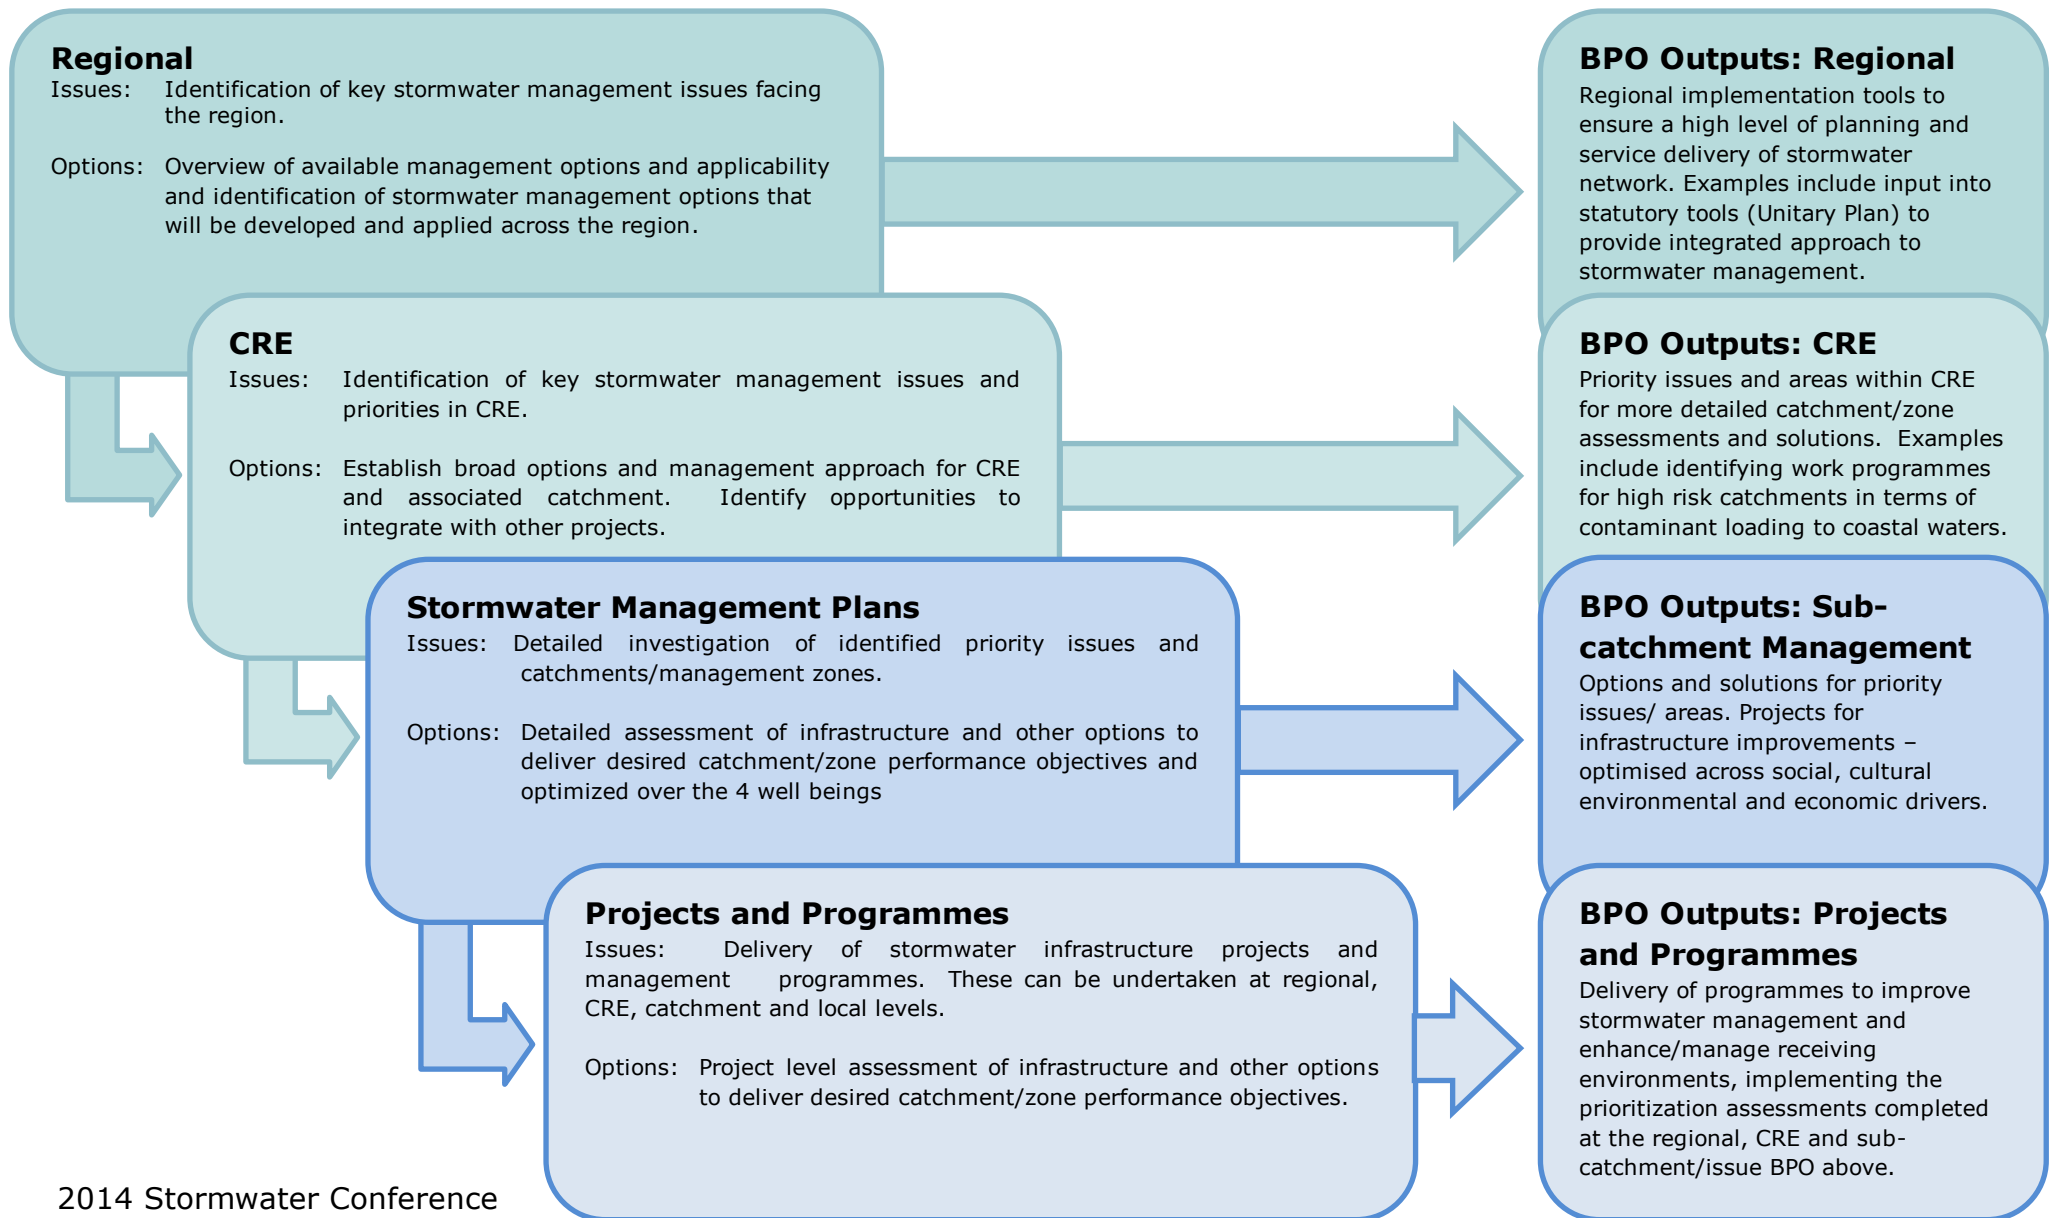 Regional
Issues: Identification of key stormwater management issues facing
the region.
Options: Overview of available management options and applicability
and identification of stormwater management options that
will be developed and applied across the region.
BPO Outputs: Regional
Regional implementation tools to
ensure a high level of planning and
service delivery of stormwater
network. Examples include input into
statutory tools (Unitary Plan) to
provide integrated approach to
stormwater management.
CRE
Issues: Identification of key stormwater management issues and
priorities in CRE.
Options: Establish broad options and management approach for CRE
and associated catchment. Identify opportunities to
integrate with other projects.
BPO Outputs: CRE
Priority issues and areas within CRE
for more detailed catchment/zone
assessments and solutions. Examples
include identifying work programmes
for high risk catchments in terms of
contaminant loading to coastal waters.
Stormwater Management Plans
Issues: Detailed investigation of identified priority issues and
catchments/management zones.
Options: Detailed assessment of infrastructure and other options to
deliver desired catchment/zone performance objectives and
optimized over the 4 well beings
BPO Outputs: Sub-
catchment Management
Options and solutions for priority
issues/ areas. Projects for
infrastructure improvements –
optimised across social, cultural
environmental and economic drivers.
Projects and Programmes
Issues: Delivery of stormwater infrastructure projects and
management programmes. These can be undertaken at regional,
CRE, catchment and local levels.
Options: Project level assessment of infrastructure and other options
to deliver desired catchment/zone performance objectives.
BPO Outputs: Projects
and Programmes
Delivery of programmes to improve
stormwater management and
enhance/manage receiving
environments, implementing the
prioritization assessments completed
at the regional, CRE and sub-
catchment/issue BPO above.
2014 Stormwater Conference